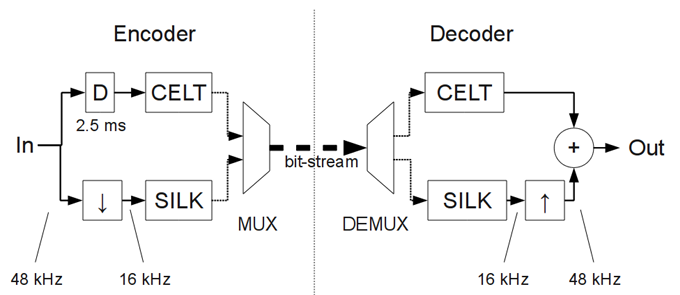 Encoder
Decoder
D
CELT
CELT
2.5 ms
In
bit-stream
+
Out
↓
SILK
SILK
↑
MUX
DEMUX
48 kHz
16 kHz
16 kHz
48 kHz